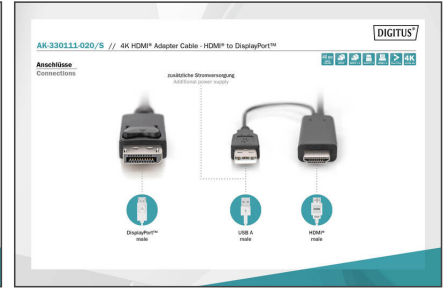 DIGITUS®
AK-330111-020/S // 4K HDMI® Adapter Cable - HDMI® to DisplayPort™
Anschlüsse
Connections
4K
zusätzliche Stromversorgung
Additional power supply
DisplayPort™
male
USB A
male
HDMI®
male